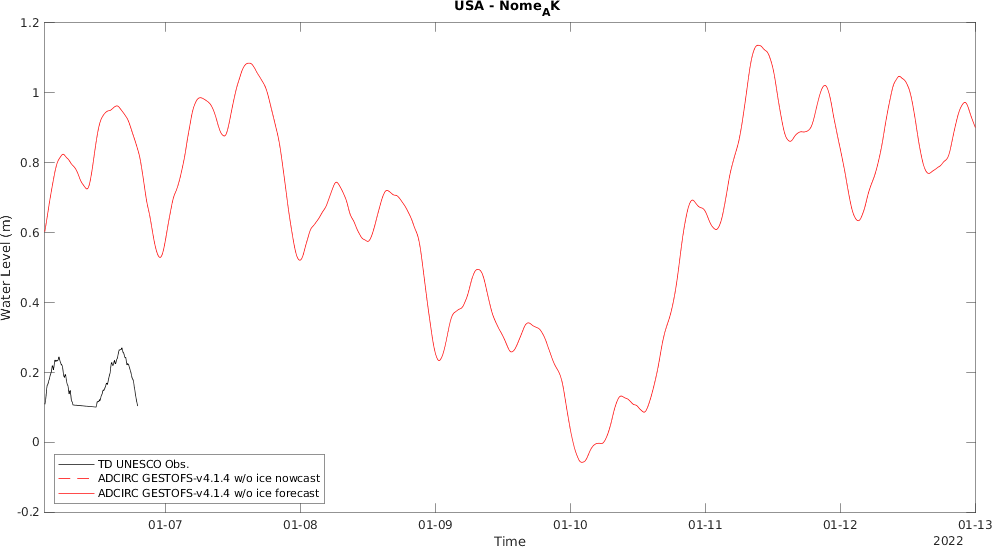 USA - Nome_AK
1.2
1
0.8
0.6
0.4
0.2
0
-0.2
Water Level (m)
TD UNESCO Obs.
ADCIRC GESTOFS-v4.1.4 w/o ice nowcast
ADCIRC GESTOFS-v4.1.4 w/o ice forecast
01-07
01-08
01-09
01-10
01-11
01-12
01-13
Time
2022